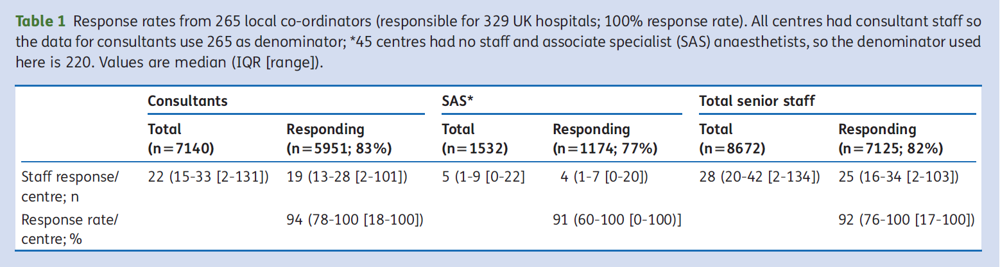 Table 1 Response rates from 265 local co-ordinators (responsible for 329 UK hospitals; 100% response rate). All centres had consultant staff so
the data for consultants use 265 as denominator; *45 centres had no staff and associate specialist (SAS) anaesthetists, so the denominator used
here is 220. Values are median (IQR [range]).
Consultants SAS* Total senior staff
Total Responding Total Responding Total Responding
(n=7140) (n=5951; 83%) (n=1532) (n=1174; 77%) (n=8672) (n=7125; 82%)
Staff response/ 22 (15-33 [2-131]) 19 (13-28 [2-101]) 5 (1-9 [0-22] 4 (1-7 [0-20]) 28 (20-42 [2-134]) 25 (16-34 [2-103])
centre; n
Response rate/ 94 (78-100 [18-100]) 91 (60-100 [0-100)] 92 (76-100 [17-100])
centre; %